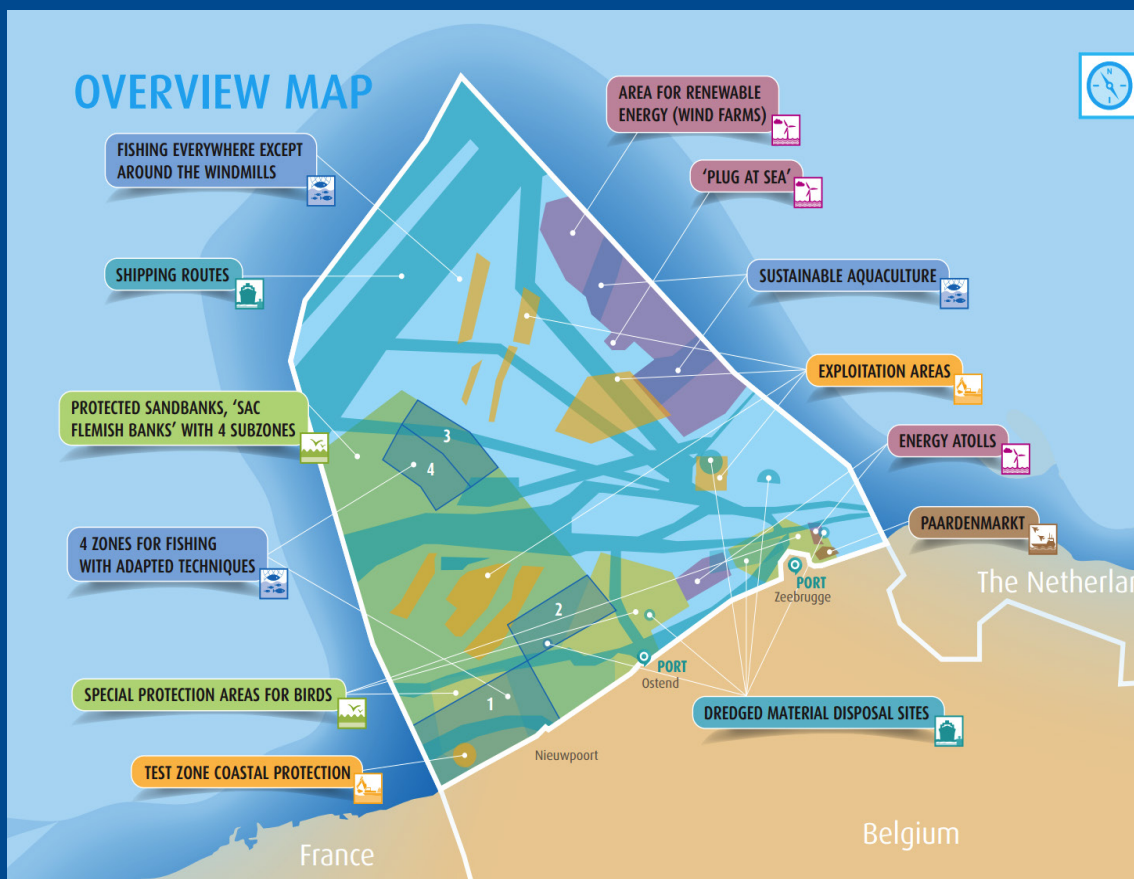 OVERVIEW MAP
N
I
AREA FOR RENEWABLE
ENERGY (WIND FARMS)
FISHING EVERYWHERE EXCEPT
AROUND THE WINDMILLS
'PLUG AT SEA'
SHIPPING ROUTES
SUSTAINABLE AQUACULTURE
EXPLOITATION AREAS
PROTECTED SANDBANKS, 'SAC
FLEMISH BANKS' WITH 4 SUBZONES
3
4
ENERGY ATOLLS
PAARDENMARKT
4 ZONES FOR FISHING
WITH ADAPTED TECHNIQUES
The Netherlan
PORT
Zeebrugge
2
PORT
Ostend
SPECIAL PROTECTION AREAS FOR BIRDS
1
DREDGED MATERIAL DISPOSAL SITES
Nieuwpoort
TEST ZONE COASTAL PROTECTION
Belgium
France